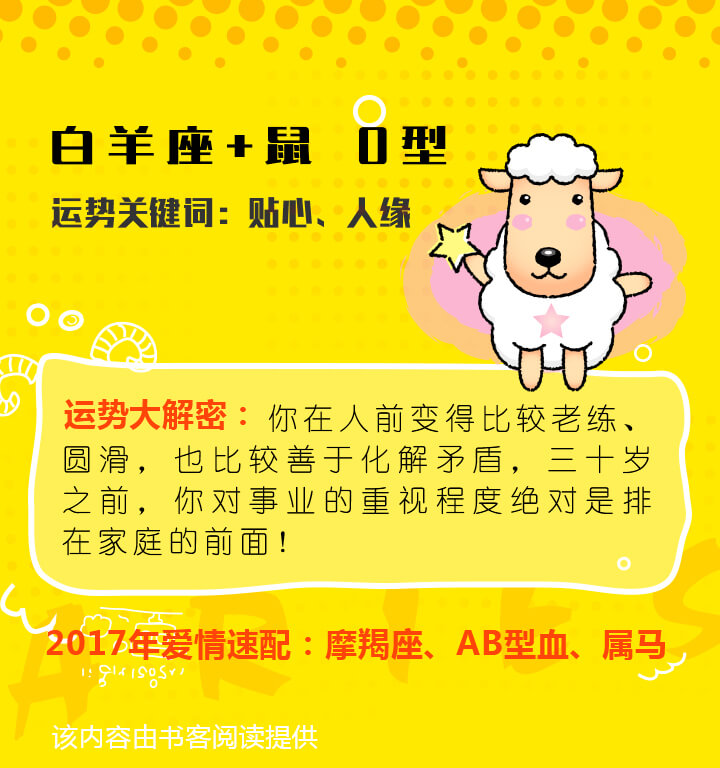 白羊座+鼠 O型
运势关键词：贴心、人缘
运势大解密：你在人前变得比较老练、
圆滑，也比较善于化解矛盾，三十岁
之前，你对事业的重视程度绝对是排
在家庭的前面！
ARIES
2017年爱情速配：摩羯座、AB型血、属马
该内容由书客阅读提供